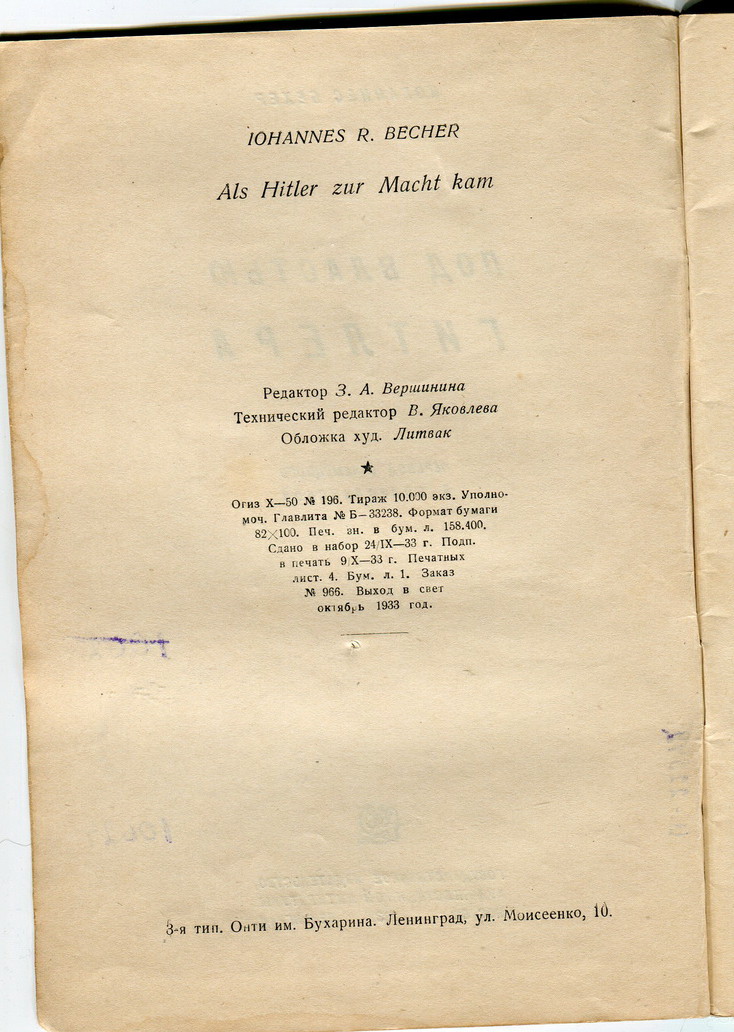 IOHANNES R. BECHER
Als Hitler zur Macht kam
ПОД ВЛАСТЬЮ
ГИТЛЕРА
Редактор З. А. Вершинина
Технический редактор В. Яковлева
Обложка худ. Литвак
Огиз X—50 № 196. Тираж 10.000 экз. Уполно-
моч. Главлита № Б—33238. Формат бумаги
82×100. Печ. зн. в бум. л. 158.400.
Сдано в набор 24/IX—33 г. Подп.
в печать 9/X—33 г. Печатных
лист. 4. Бум. л. 1. Заказ
№ 966. Выход в свет
октябрь 1933 год.
3-я тип. Онти им. Бухарина. Ленинград, ул. Моисеенко, 10.